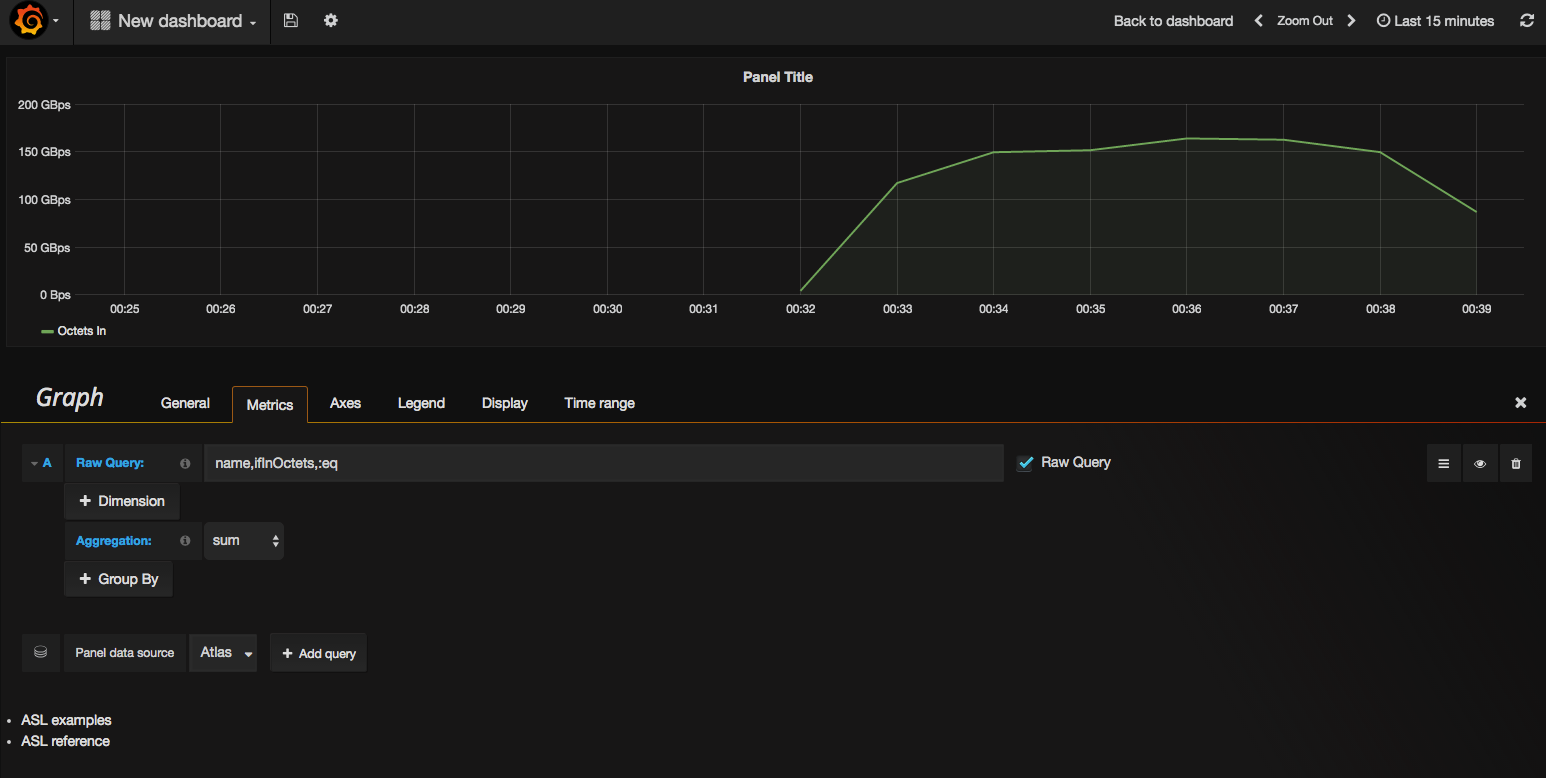 New dashboard
Back to dashboard
Zoom Out
Last 15 minutes
Panel Title
200 GBps
150 GBps
100 GBps
50 GBps
0 Bps
00:25 00:26 00:27 00:28 00:29 00:30 00:31 00:32 00:33 00:34 00:35 00:36 00:37 00:38 00:39
Octets In
Graph
General
Metrics
Axes
Legend
Display
Time range
A Raw Query: name,ifInOctets,:eq Raw Query
+ Dimension
Aggregation: sum
+ Group By
Panel data source Atlas + Add query
• ASL examples
• ASL reference